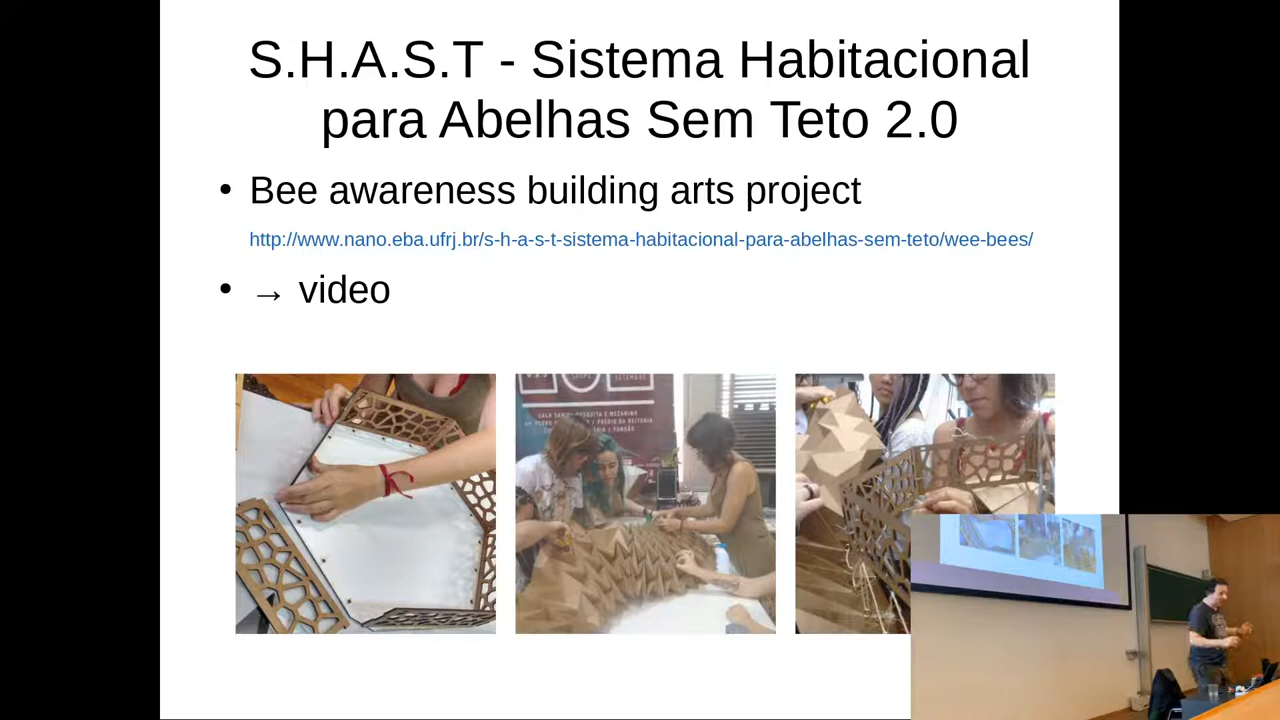 S.H.A.S.T - Sistema Habitacional
para Abelhas Sem Teto 2.0
• Bee awareness building arts project
http://www.nano.eba.ufrj.br/s-h-a-s-t-sistema-habitacional-para-abelhas-sem-teto/wee-bees/
• → video